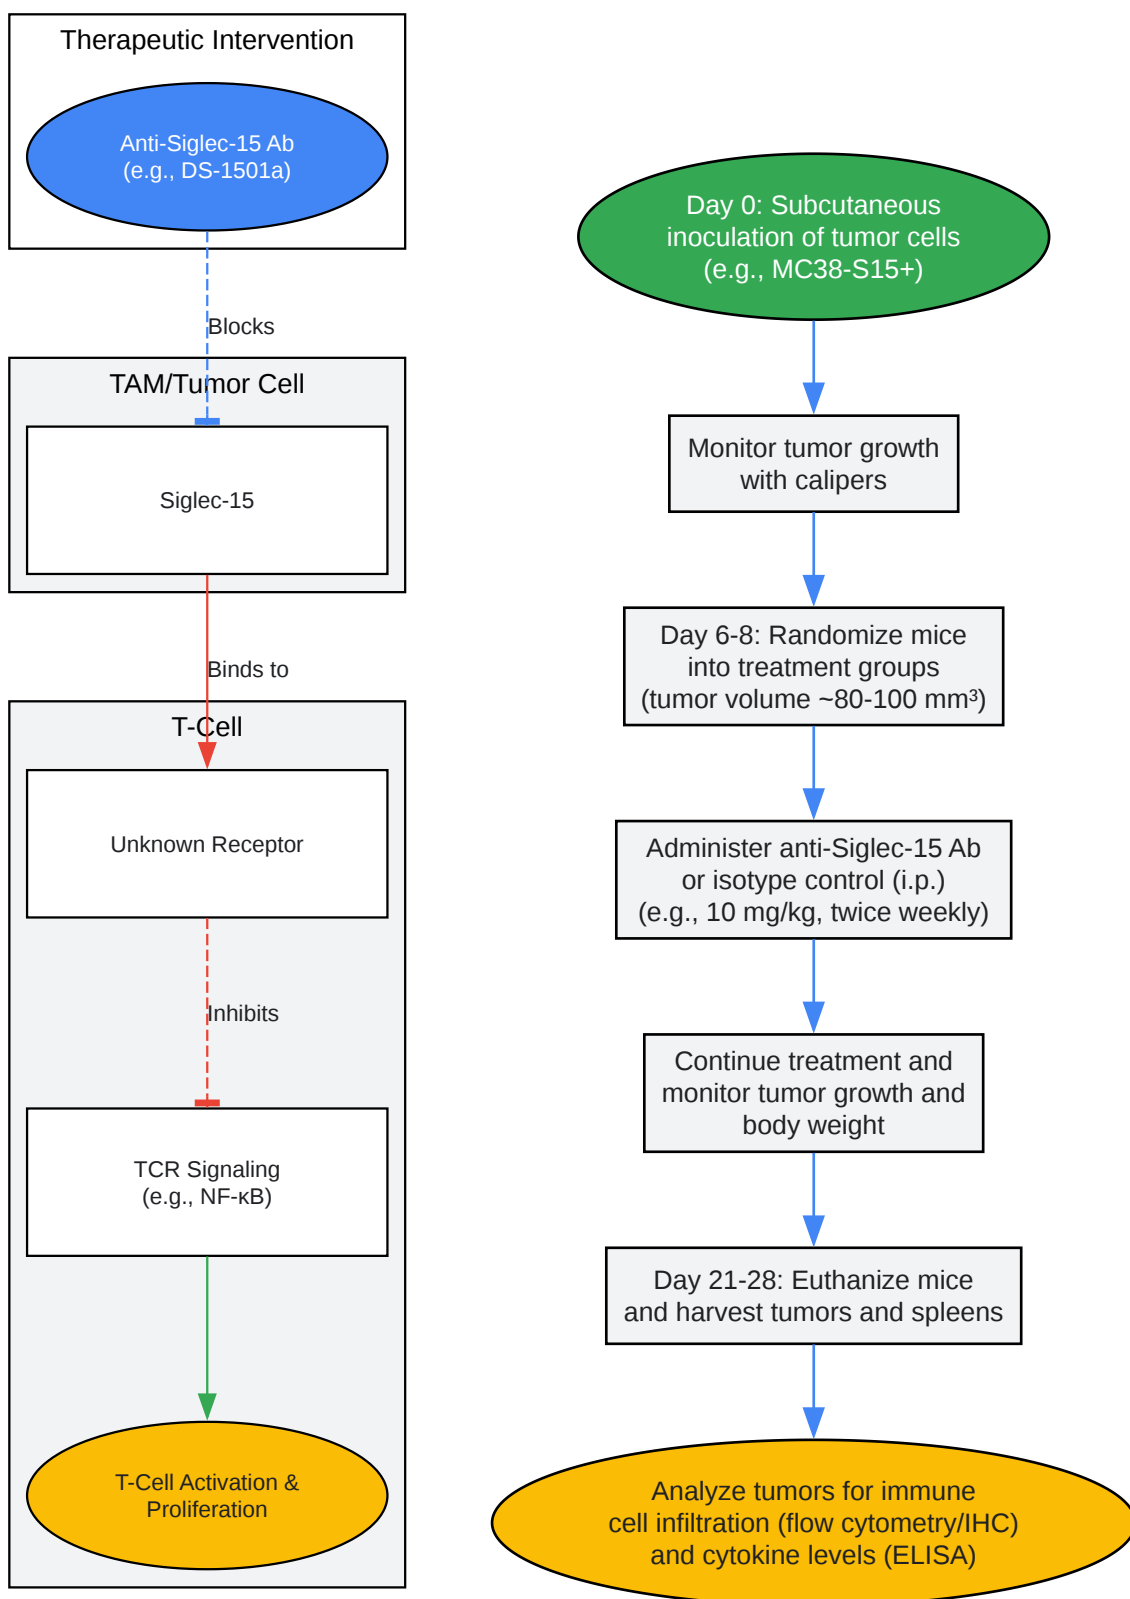 Therapeutic Intervention
Anti-Siglec-15 Ab
(e.g., DS-1501a)
Blocks
TAM/Tumor Cell
Siglec-15
Binds to
T-Cell
Unknown Receptor
Inhibits
TCR Signaling
(e.g., NF-κB)
T-Cell Activation &
Proliferation
Day 0: Subcutaneous
inoculation of tumor cells
(e.g., MC38-S15+)
Monitor tumor growth
with calipers
Day 6-8: Randomize mice
into treatment groups
(tumor volume ~80-100 mm³)
Administer anti-Siglec-15 Ab
or isotype control (i.p.)
(e.g., 10 mg/kg, twice weekly)
Continue treatment and
monitor tumor growth and
body weight
Day 21-28: Euthanize mice
and harvest tumors and spleens
Analyze tumors for immune
cell infiltration (flow cytometry/IHC)
and cytokine levels (ELISA)